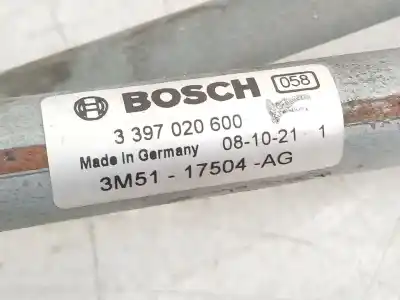 BOSCH 058
3 397 020 600
Made in Germany 08-10-21 1
3M51 - 17504 -AG